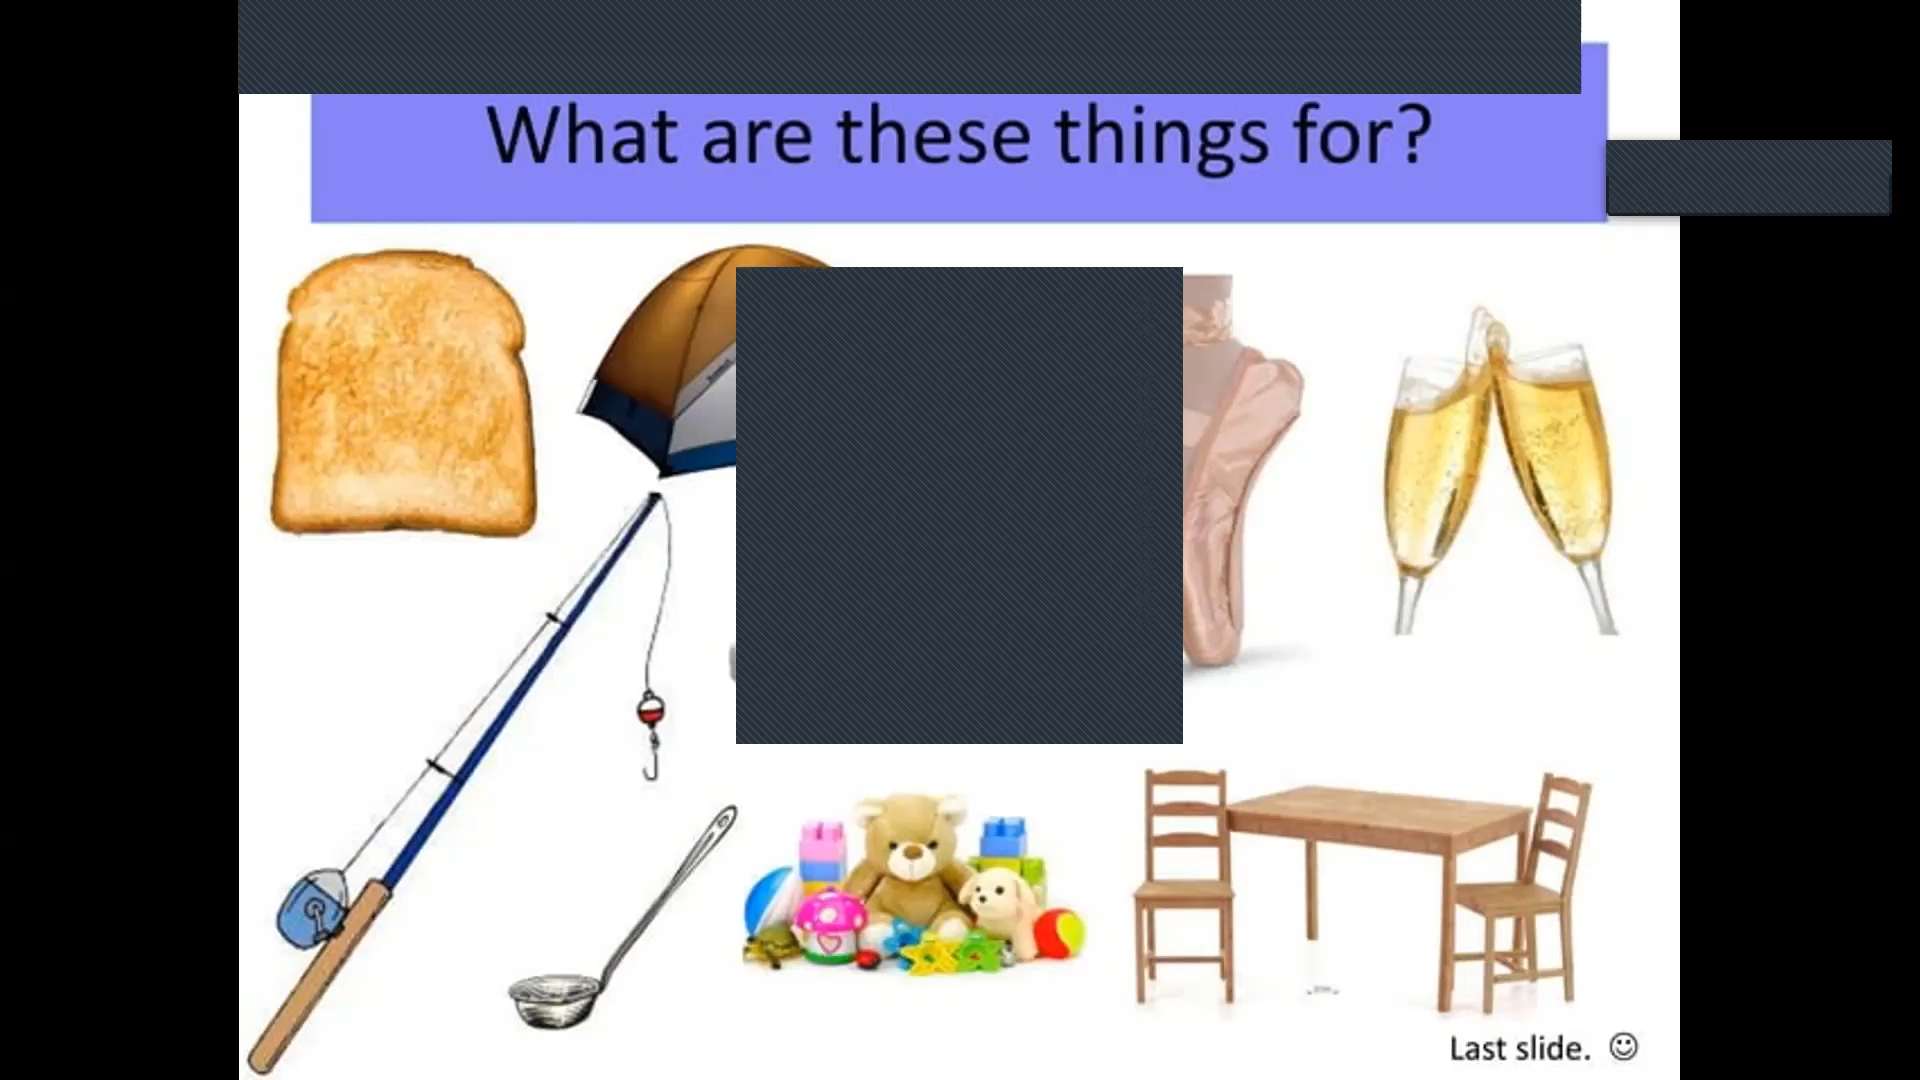 What are these things for?
Last slide. ☺